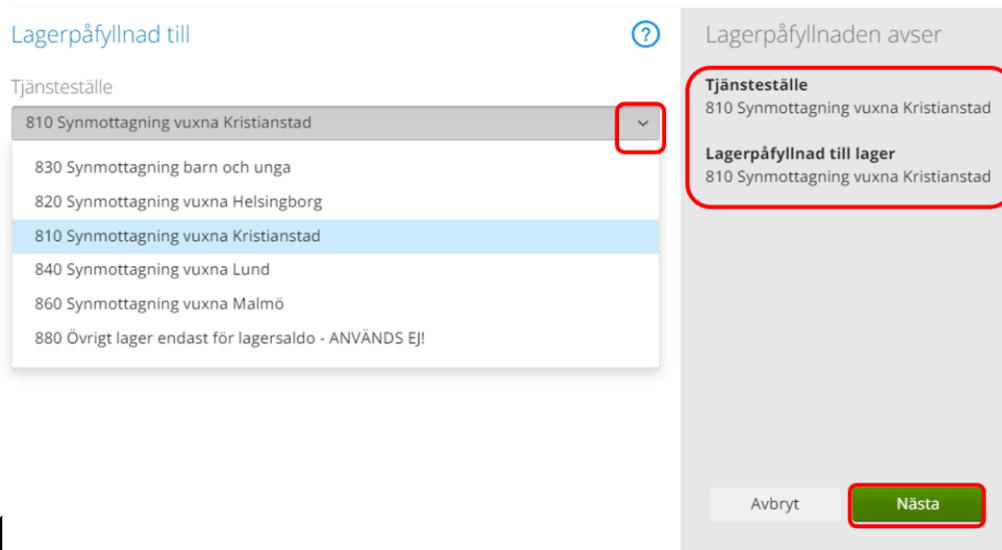 Lagerpåfyllnad till
?
Tjänsteställe
810 Synmottagning vuxna Kristianstad
830 Synmottagning barn och unga
820 Synmottagning vuxna Helsingborg
810 Synmottagning vuxna Kristianstad
840 Synmottagning vuxna Lund
860 Synmottagning vuxna Malmö
880 Övrigt lager endast för lagersaldo - ANVÄNDS EJ!
Lagerpåfyllnaden avser
Tjänsteställe
810 Synmottagning vuxna Kristianstad
Lagerpåfyllnad till lager
810 Synmottagning vuxna Kristianstad
Avbryt
Nästa